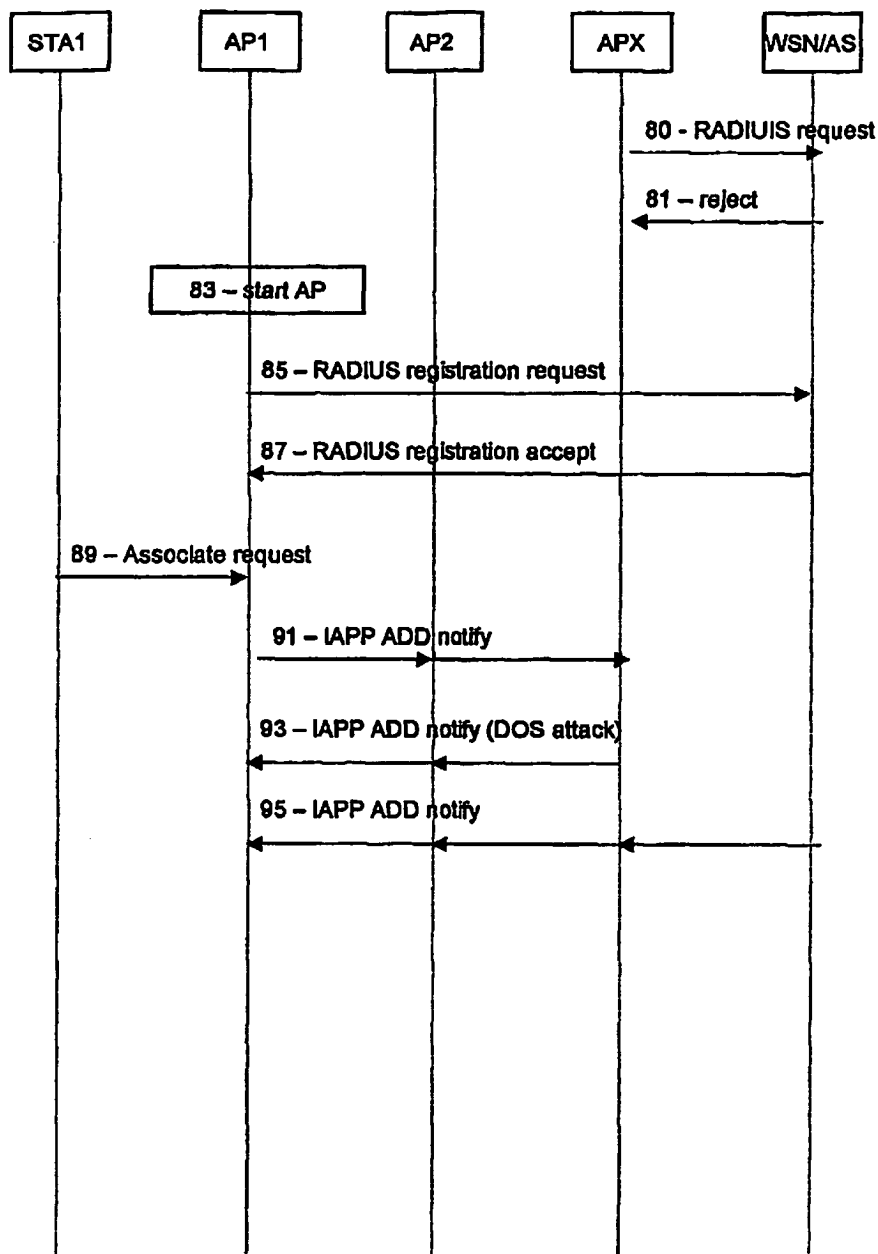 STA1 AP1 AP2 APX WSN/AS
80 - RADIUIS request
81 – reject
83 – start AP
85 – RADIUS registration request
87 – RADIUS registration accept
89 – Associate request
91 – IAPP ADD notify
93 – IAPP ADD notify (DOS attack)
95 – IAPP ADD notify